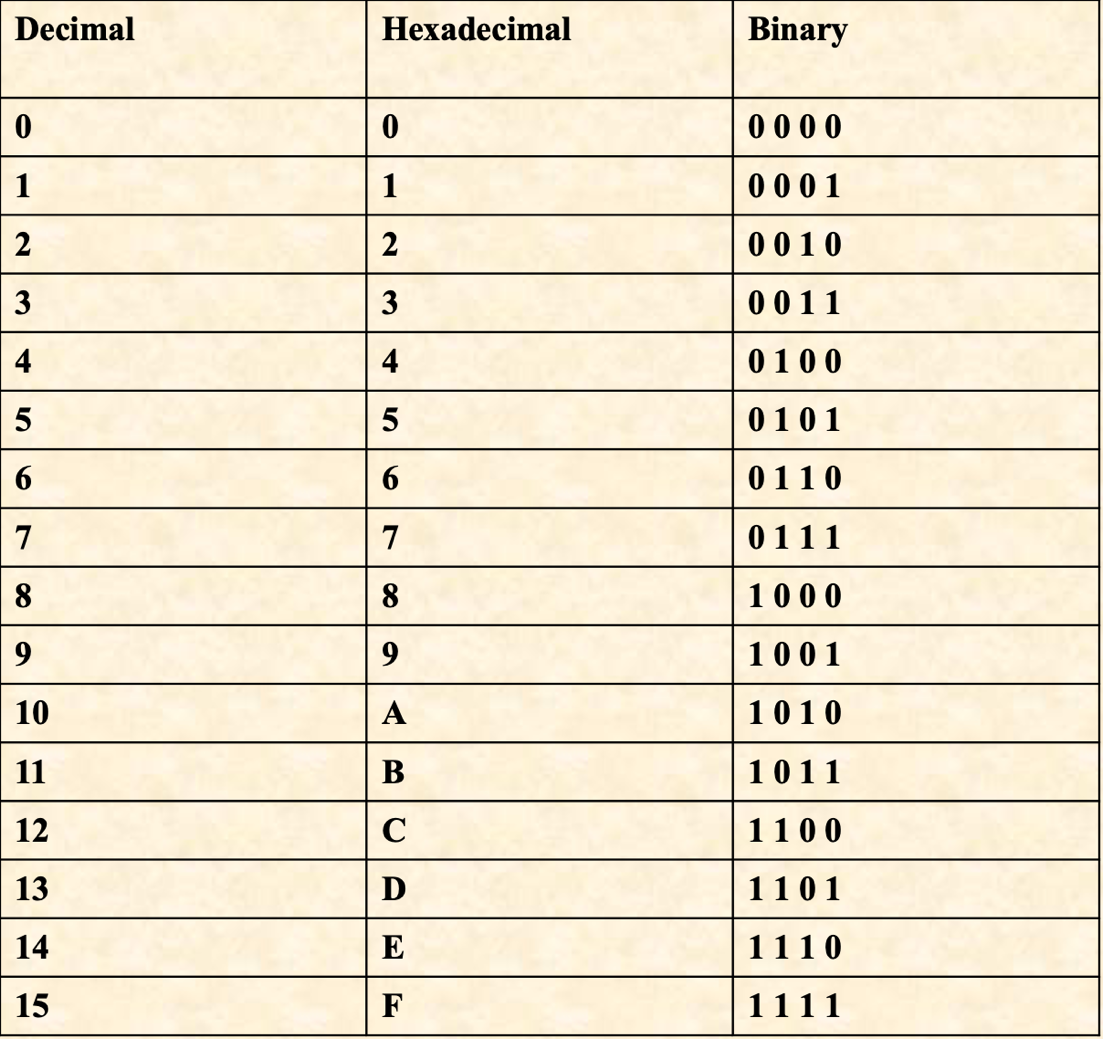 Decimal Hexadecimal Binary
0 0 0 0 0 0
1 1 0 0 0 1
2 2 0 0 1 0
3 3 0 0 1 1
4 4 0 1 0 0
5 5 0 1 0 1
6 6 0 1 1 0
7 7 0 1 1 1
8 8 1 0 0 0
9 9 1 0 0 1
10 A 1 0 1 0
11 B 1 0 1 1
12 C 1 1 0 0
13 D 1 1 0 1
14 E 1 1 1 0
15 F 1 1 1 1